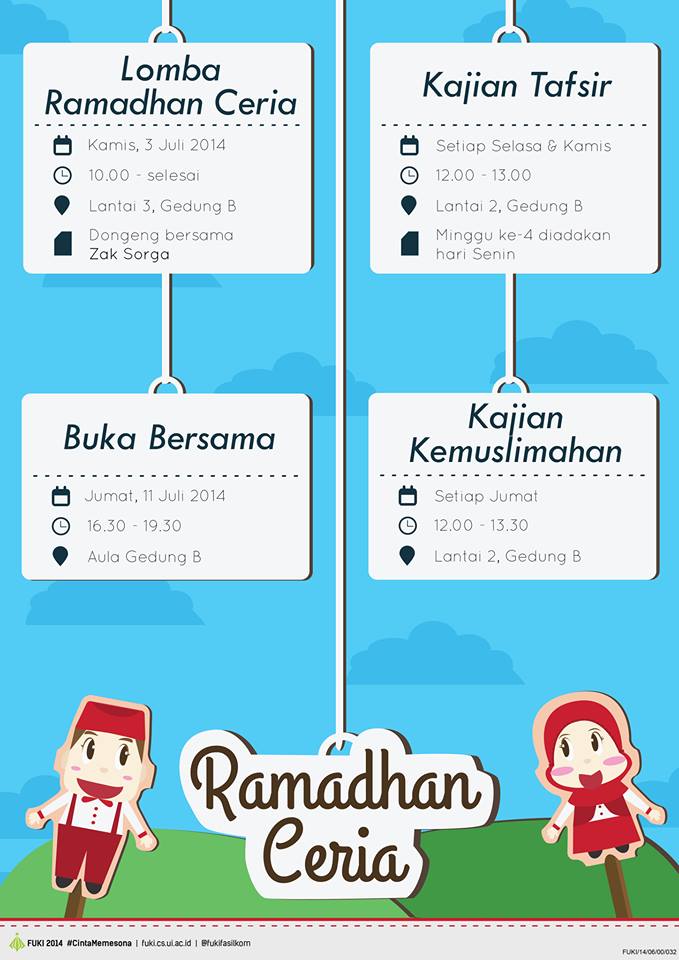 Lomba
Ramadhan Ceria
Kamis, 3 Juli 2014
10.00 - selesai
Lantai 3, Gedung B
Dongeng bersama
Zak Sorga
Kajian Tafsir
Setiap Selasa & Kamis
12.00 - 13.00
Lantai 2, Gedung B
Minggu ke-4 diadakan
hari Senin
Buka Bersama
Jumat, 11 Juli 2014
16.30 - 19.30
Aula Gedung B
Kajian
Kemuslimahan
Setiap Jumat
12.00 - 13.30
Lantai 2, Gedung B
Ramadhan
Ceria
FUKI 2014 #CintaMemesona | fuki.cs.ui.ac.id | @fukifasilkom
FUKI/14/06/00/032